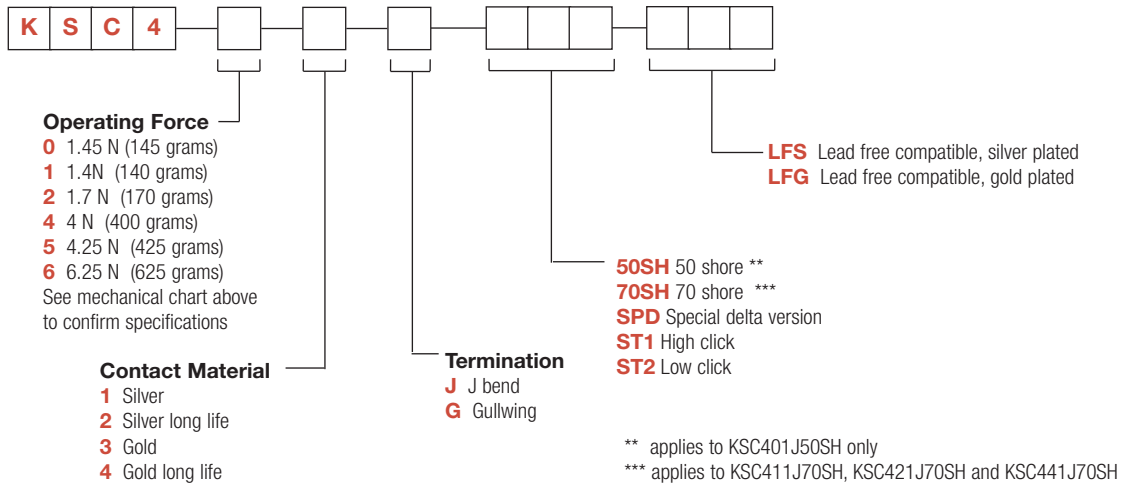 K S C 4
Operating Force
0 1.45 N (145 grams)
1 1.4N (140 grams)
2 1.7 N (170 grams)
4 4 N (400 grams)
5 4.25 N (425 grams)
6 6.25 N (625 grams)
See mechanical chart above
to confirm specifications
Contact Material
1 Silver
2 Silver long life
3 Gold
4 Gold long life
Termination
J J bend
G Gullwing
50SH 50 shore **
70SH 70 shore ***
SPD Special delta version
ST1 High click
ST2 Low click
LFS Lead free compatible, silver plated
LFG Lead free compatible, gold plated
** applies to KSC401J50SH only
*** applies to KSC411J70SH, KSC421J70SH and KSC441J70SH